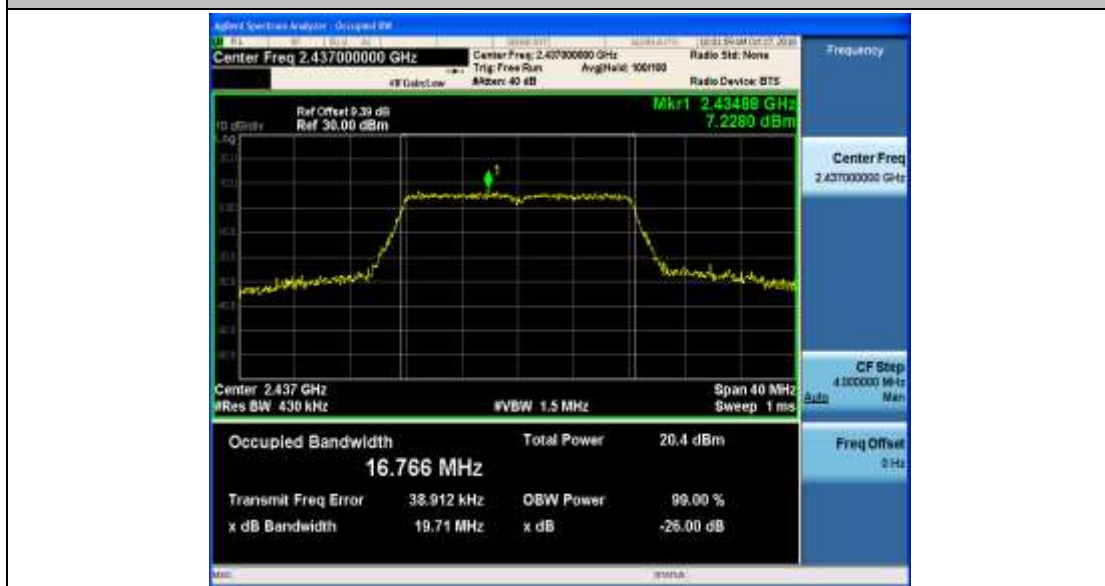 Agilent Spectrum Analyzer - Occupied BW
Center Freq 2.437000000 GHz
Center Freq: 2.437000000 GHz
Radio Std: None
Trig: Free Run
Avg|Hold: 100/100
#IFGain:Low
#Atten: 40 dB
Radio Device: BTS
Frequency
Ref Offset 9.39 dB
Mkr1 2.43488 GHz
10 dB/div
Ref 30.00 dBm
7.2280 dBm
Log
1
Center Freq
2.437000000 GHz
Center 2.437 GHz
Span 40 MHz
#Res BW 430 kHz
#VBW 1.5 MHz
Sweep 1 ms
CF Step
4.000000 MHz
Auto
Man
Occupied Bandwidth
Total Power
20.4 dBm
16.766 MHz
Freq Offset
0 Hz
Transmit Freq Error
38.912 kHz
OBW Power
99.00 %
x dB Bandwidth
19.71 MHz
x dB
-26.00 dB
MSG
STATUS